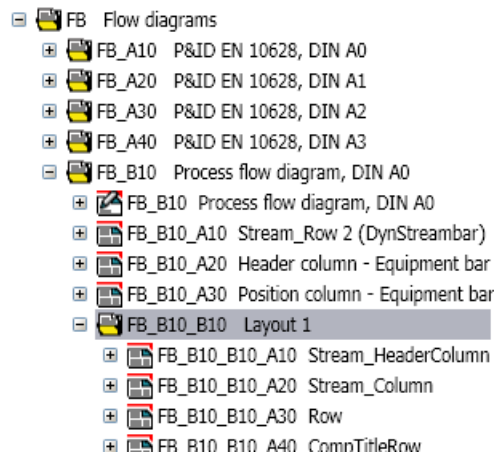 FB Flow diagrams
FB_A10 P&ID EN 10628, DIN A0
FB_A20 P&ID EN 10628, DIN A1
FB_A30 P&ID EN 10628, DIN A2
FB_A40 P&ID EN 10628, DIN A3
FB_B10 Process flow diagram, DIN A0
FB_B10 Process flow diagram, DIN A0
FB_B10_A10 Stream_Row 2 (DynStreambar)
FB_B10_A20 Header column - Equipment bar
FB_B10_A30 Position column - Equipment bar
FB_B10_B10 Layout 1
FB_B10_B10_A10 Stream_HeaderColumn
FB_B10_B10_A20 Stream_Column
FB_B10_B10_A30 Row
FB_B10_B10_A40 CompTitleRow